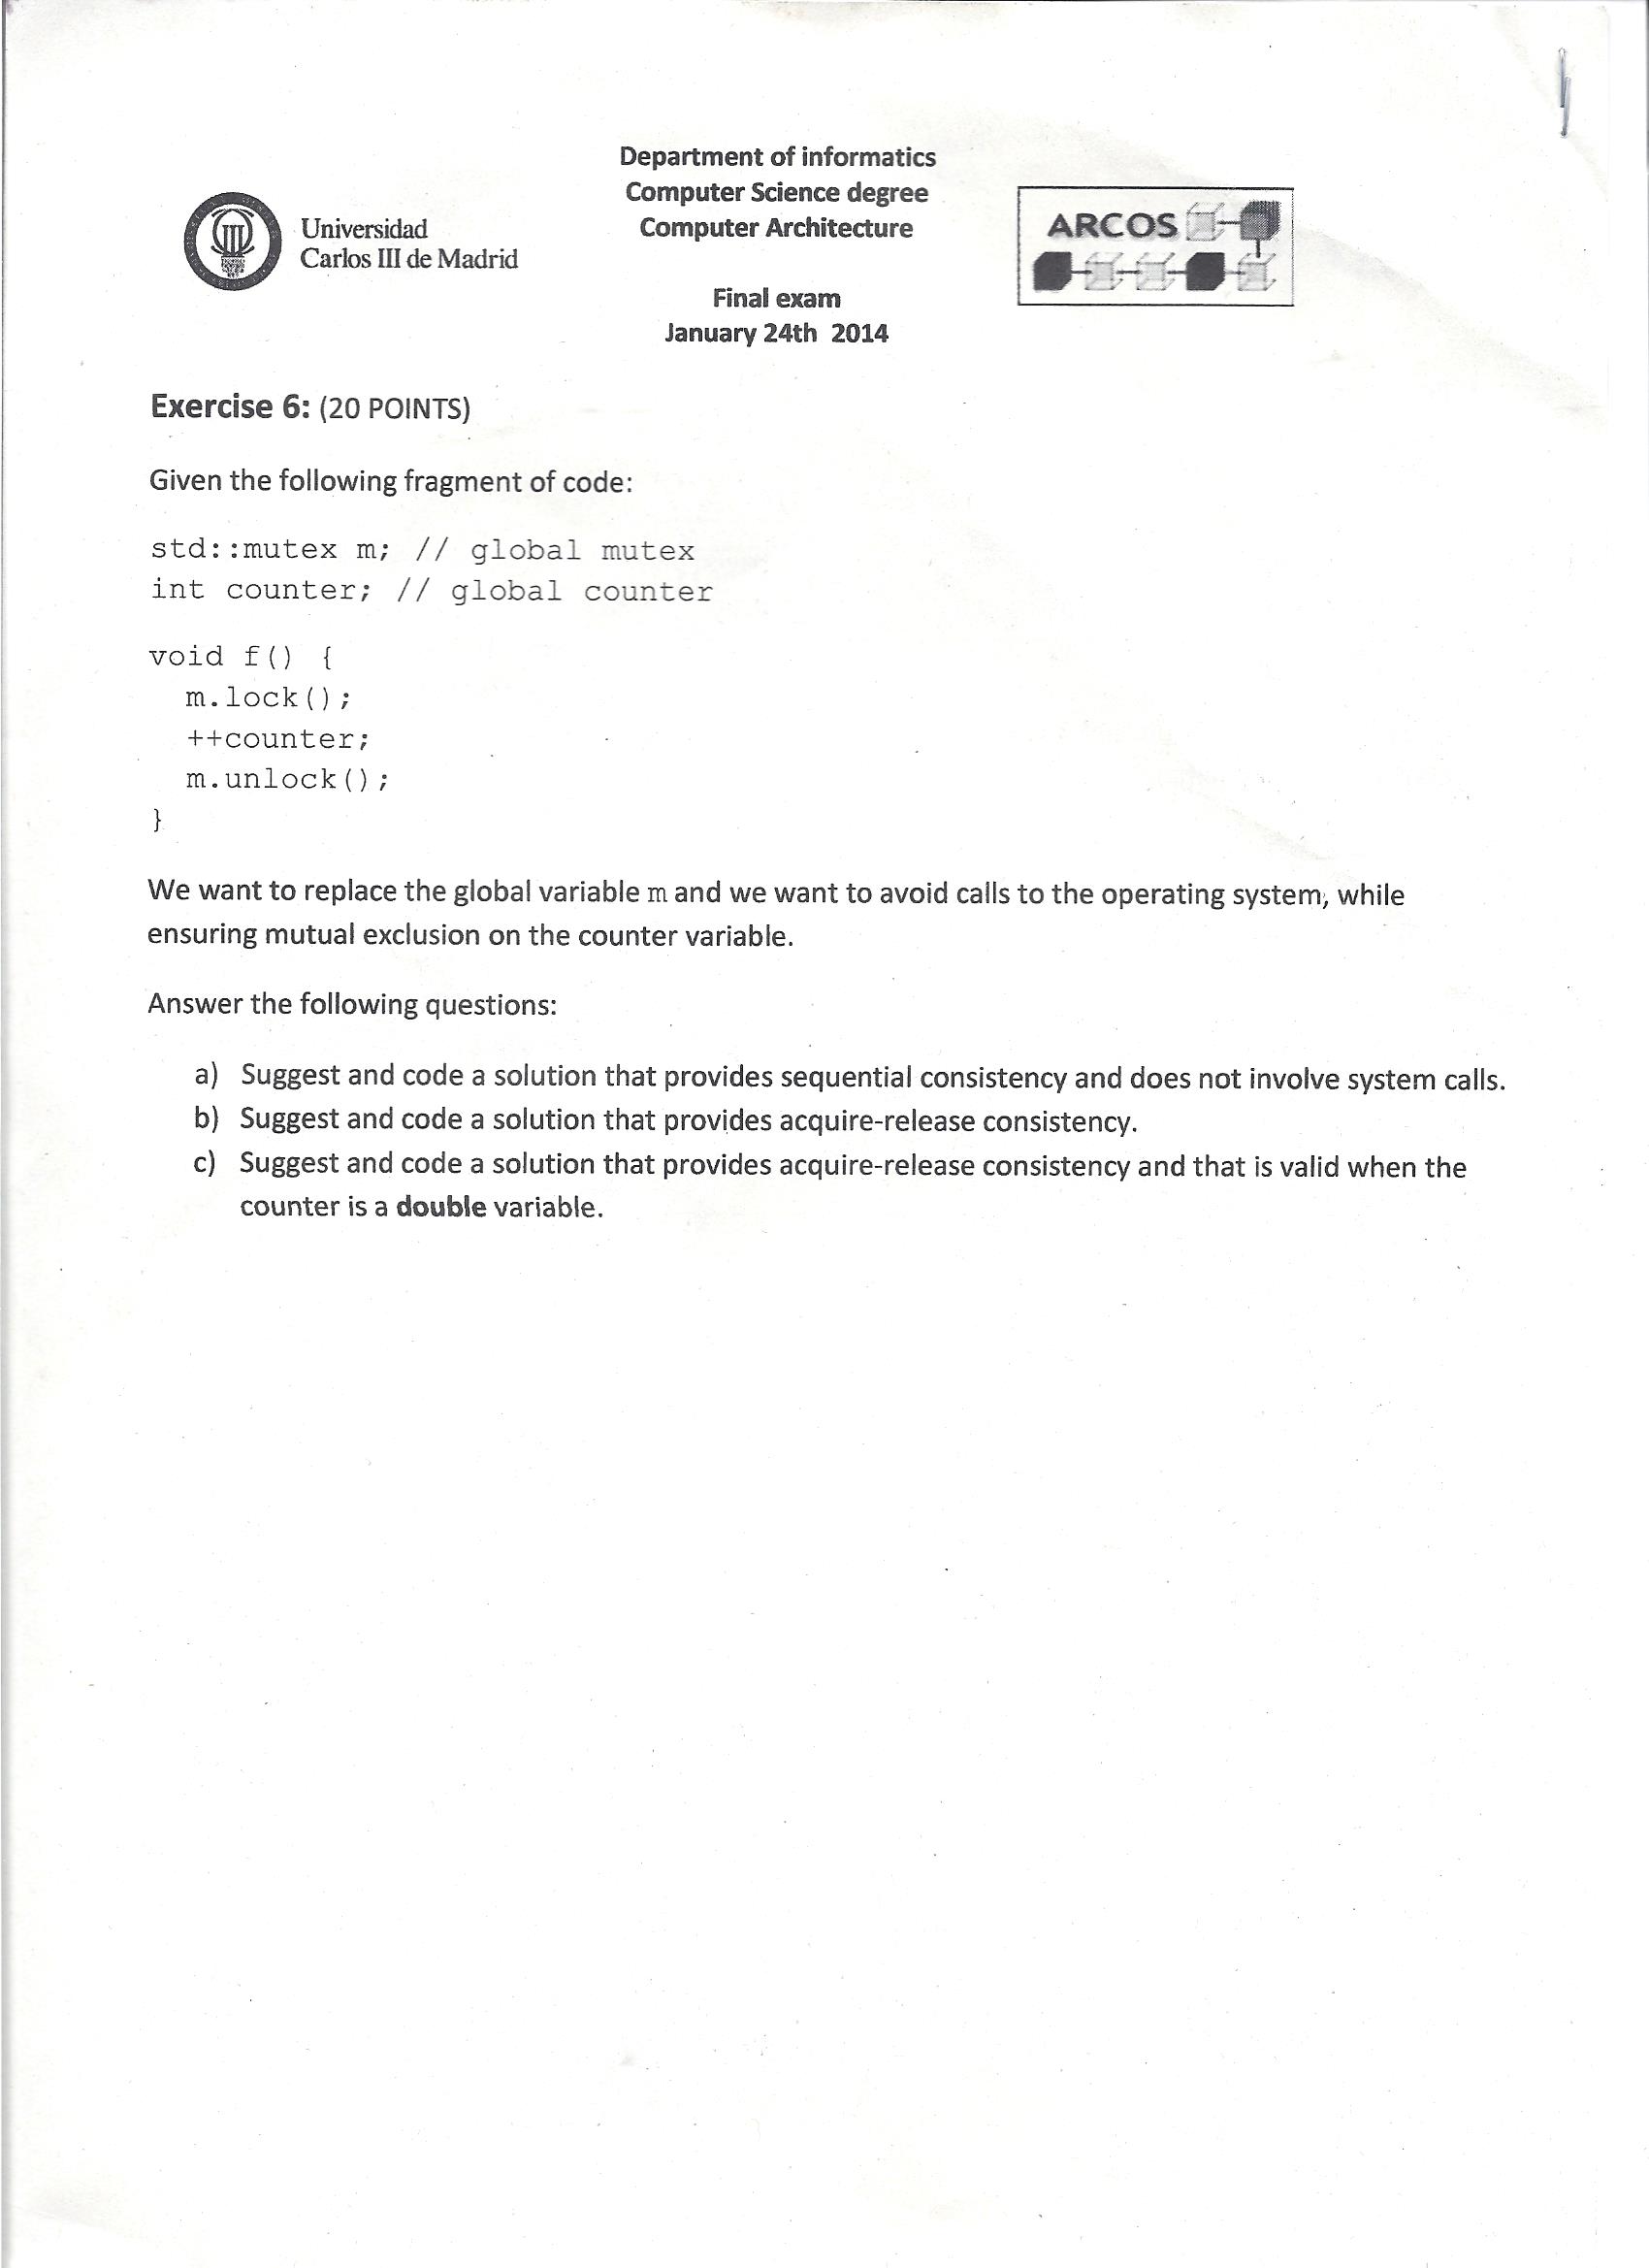 Department of informatics
Computer Science degree
Computer Architecture
Universidad
Carlos III de Madrid
ARCOS
Final exam
January 24th 2014
Exercise 6: (20 POINTS)
Given the following fragment of code:
std::mutex m; // global mutex
int counter; // global counter
void f() {
m.lock();
++counter;
m.unlock();
}
We want to replace the global variable m and we want to avoid calls to the operating system, while
ensuring mutual exclusion on the counter variable.
Answer the following questions:
a) Suggest and code a solution that provides sequential consistency and does not involve system calls.
b) Suggest and code a solution that provides acquire-release consistency.
c) Suggest and code a solution that provides acquire-release consistency and that is valid when the
counter is a double variable.